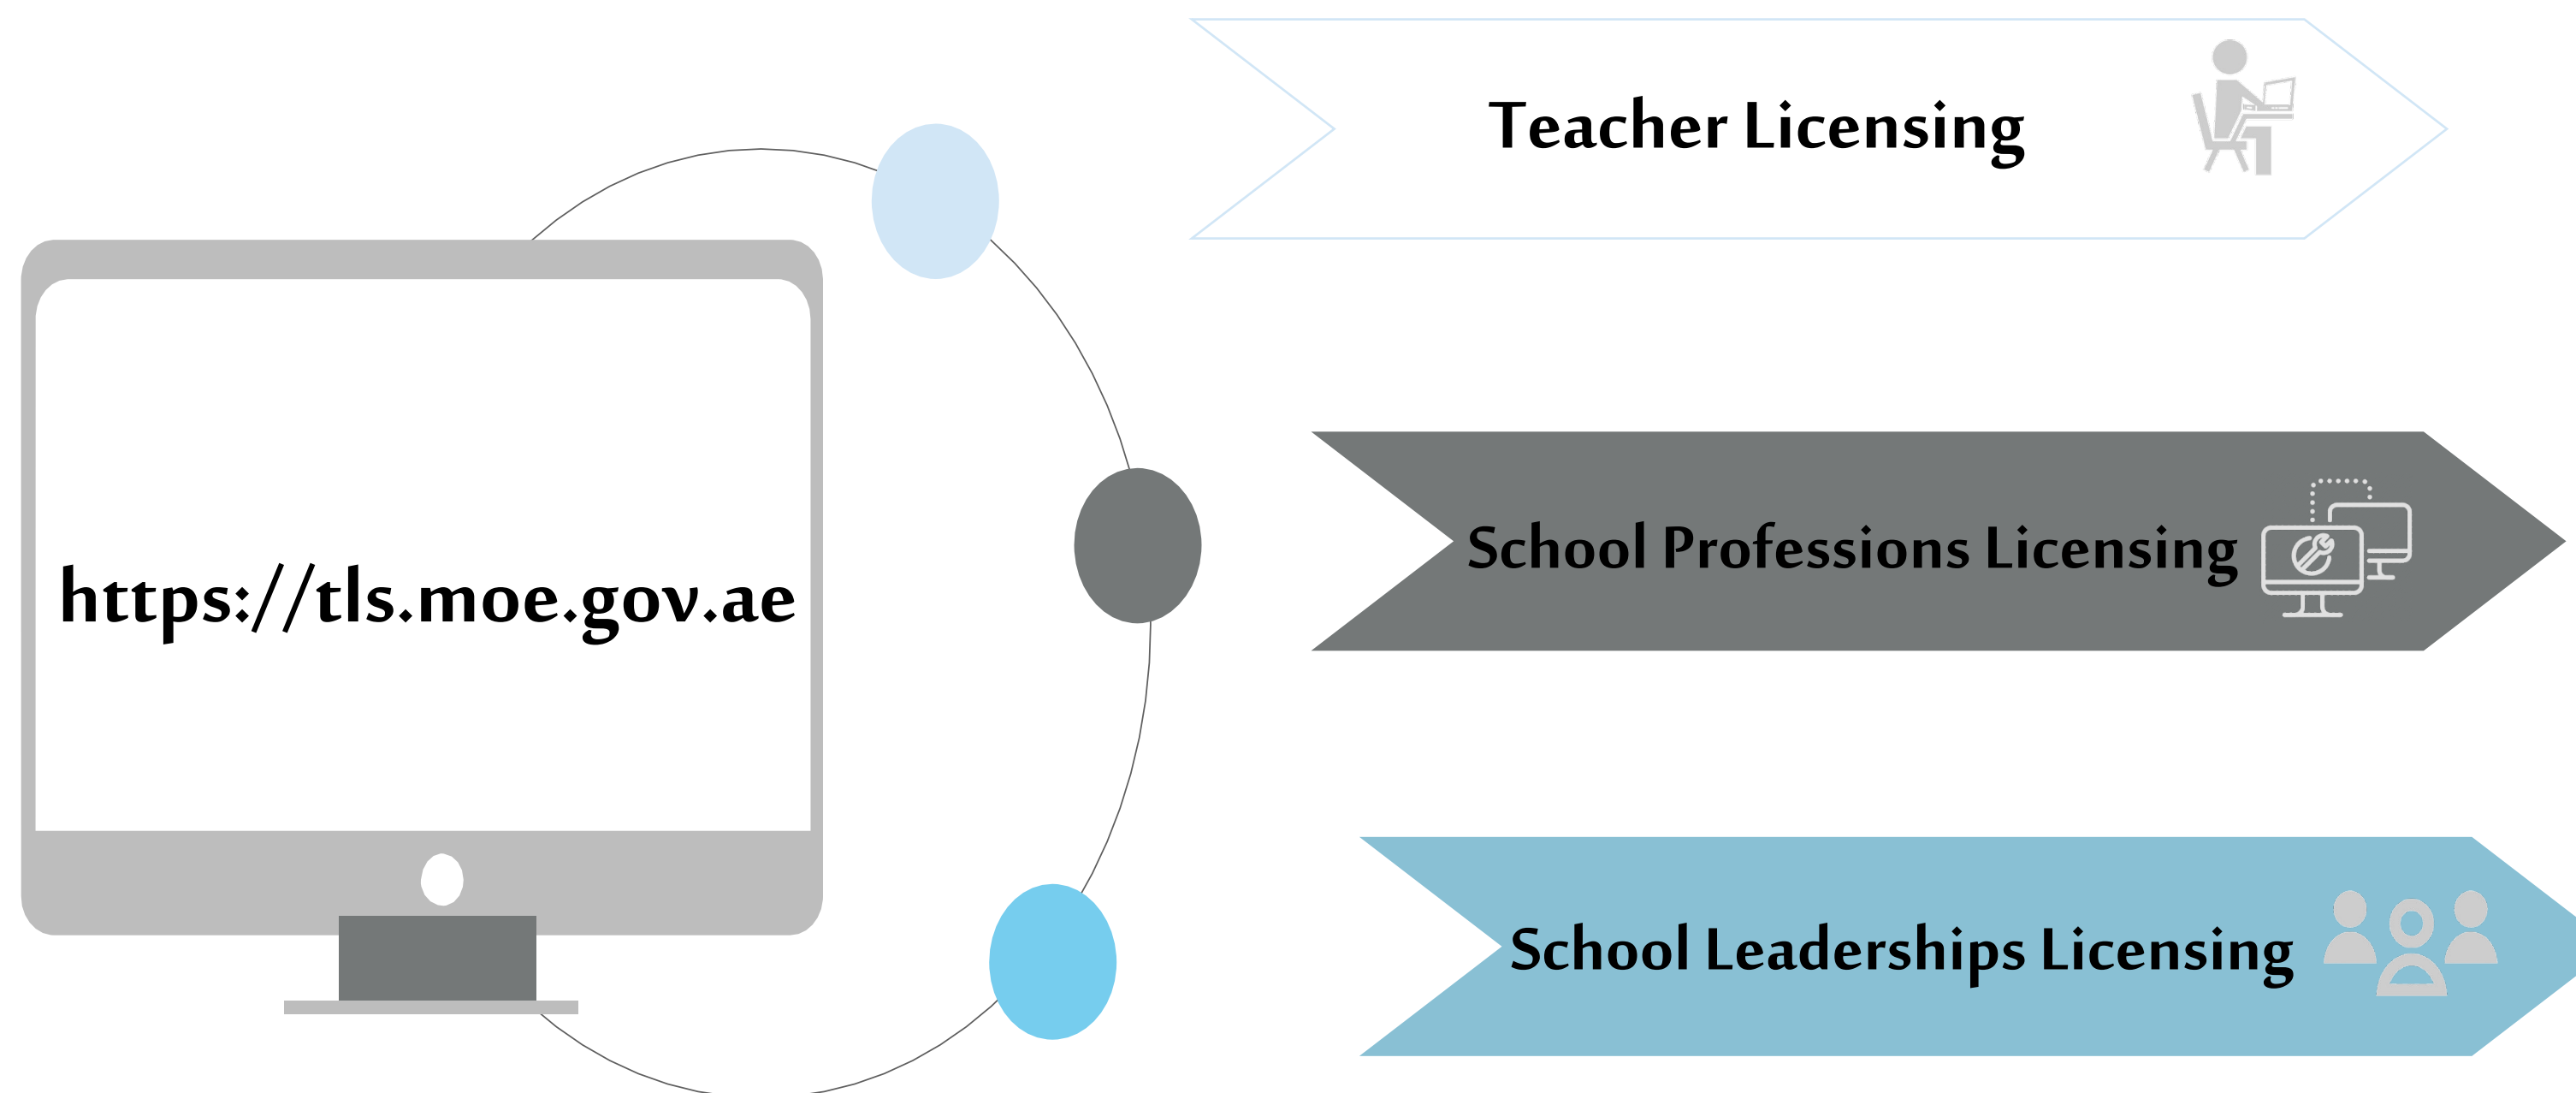 Teacher Licensing
School Professions Licensing
https://tls.moe.gov.ae
School Leaderships Licensing